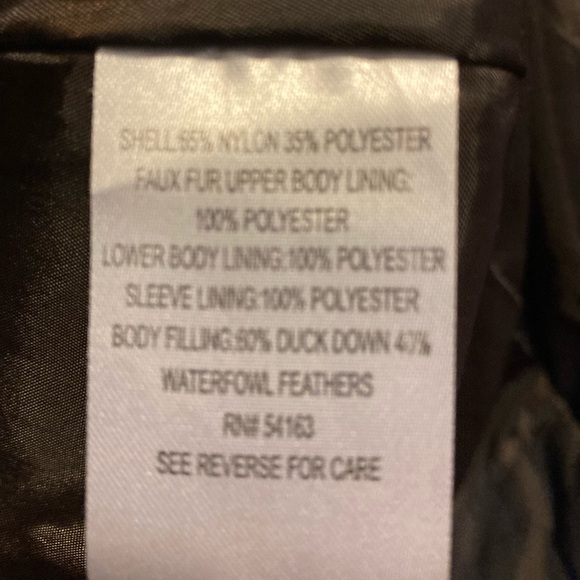 SHELL:65% NYLON 35% POLYESTER
FAUX FUR UPPER BODY LINING:
100% POLYESTER
LOWER BODY LINING:100% POLYESTER
SLEEVE LINING:100% POLYESTER
BODY FILLING:60% DUCK DOWN 40%
WATERFOWL FEATHERS
RN# 54163
SEE REVERSE FOR CARE